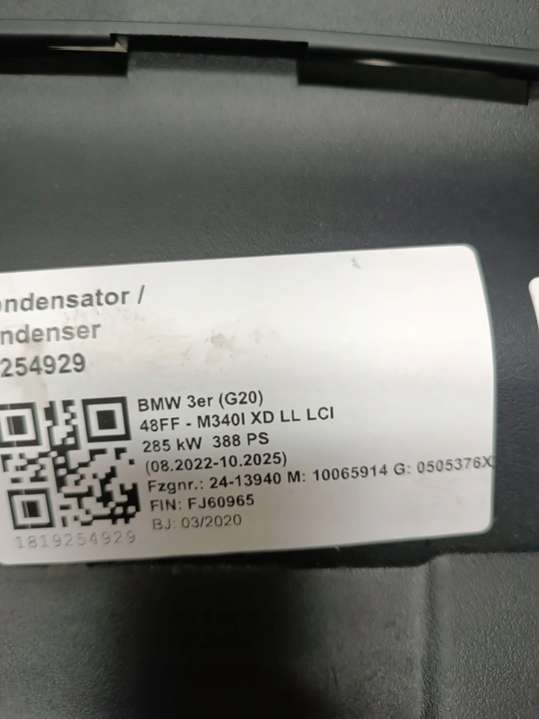 ondensator /
ndenser
254929
BMW 3er (G20)
48FF - M340I XD LL LCI
285 kW 388 PS
(08.2022-10.2025)
Fzgnr.: 24-13940 M: 10065914 G: 0505376X
FIN: FJ60965
BJ: 03/2020
1819254929